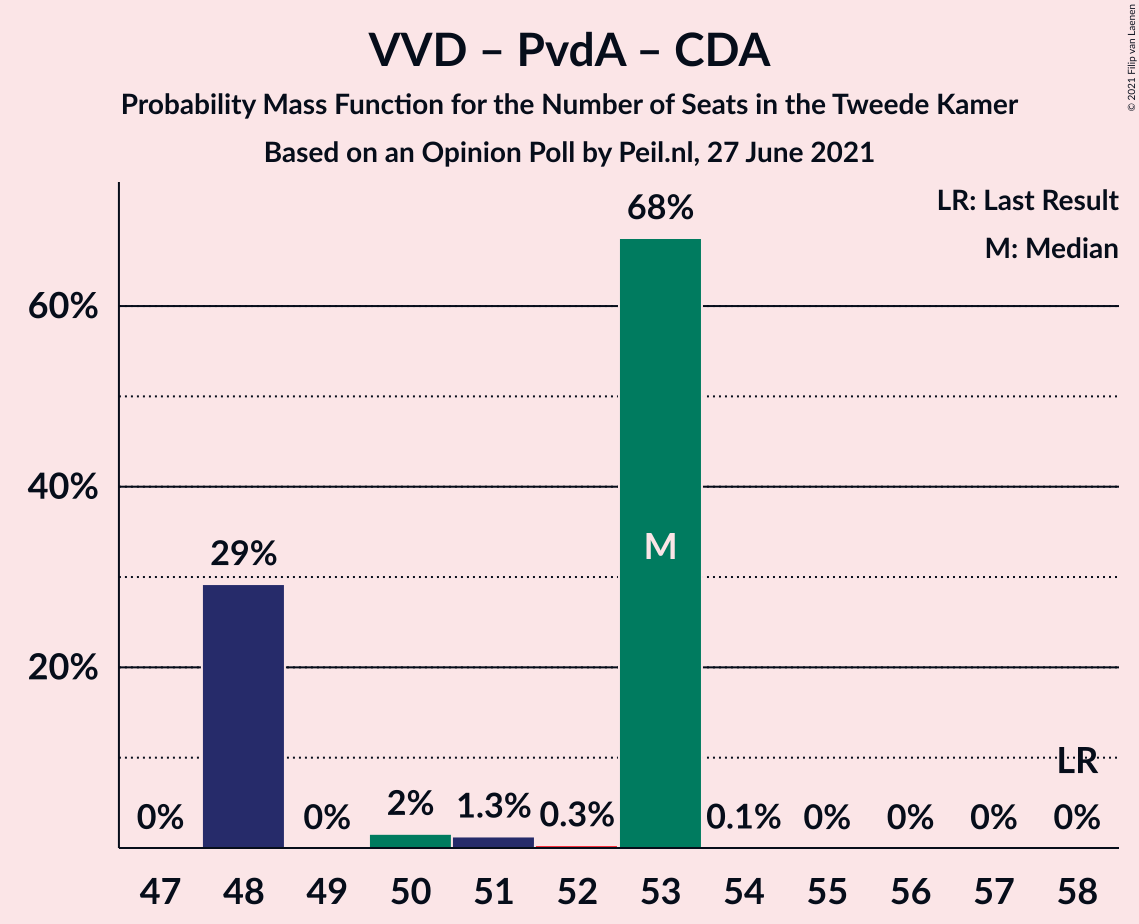 VVD – PvdA – CDA
Probability Mass Function for the Number of Seats in the Tweede Kamer
Based on an Opinion Poll by Peil.nl, 27 June 2021
© 2021 Filip van Laenen
LR: Last Result
M: Median
68%
60%
40%
20%
M
29%
LR
0%
0%
2%
1.3%
0.3%
0.1%
0%
0%
0%
0%
47 48 49 50 51 52 53 54 55 56 57 58